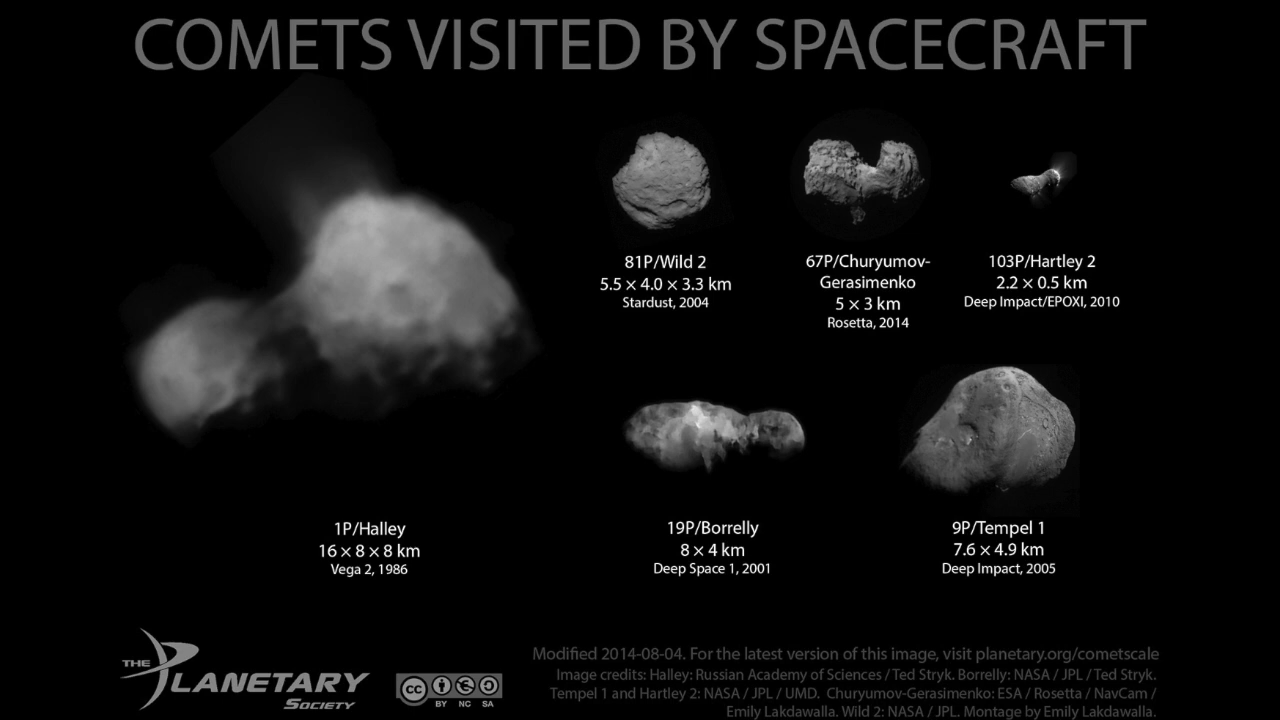 COMETS VISITED BY SPACECRAFT
81P/Wild 2
5.5 × 4.0 × 3.3 km
Stardust, 2004
67P/Churyumov-
Gerasimenko
5 × 3 km
Rosetta, 2014
103P/Hartley 2
2.2 × 0.5 km
Deep Impact/EPOXI, 2010
1P/Halley
16 × 8 × 8 km
Vega 2, 1986
19P/Borrelly
8 × 4 km
Deep Space 1, 2001
9P/Tempel 1
7.6 × 4.9 km
Deep Impact, 2005
THE PLANETARY
SOCIETY
cc
BY NC SA
Modified 2014-08-04. For the latest version of this image, visit planetary.org/cometscale
Image credits: Halley: Russian Academy of Sciences / Ted Stryk. Borrelly: NASA / JPL / Ted Stryk.
Tempel 1 and Hartley 2: NASA / JPL / UMD. Churyumov-Gerasimenko: ESA / Rosetta / NavCam /
Emily Lakdawalla. Wild 2: NASA / JPL. Montage by Emily Lakdawalla.